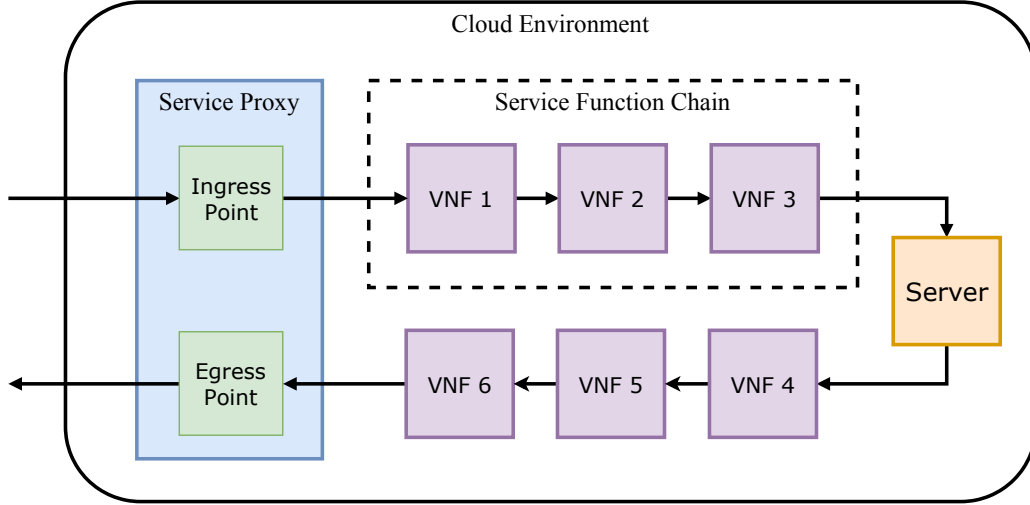 Cloud Environment
Service Proxy
Service Function Chain
Ingress
Point
VNF 1
VNF 2
VNF 3
Server
Egress
Point
VNF 6
VNF 5
VNF 4